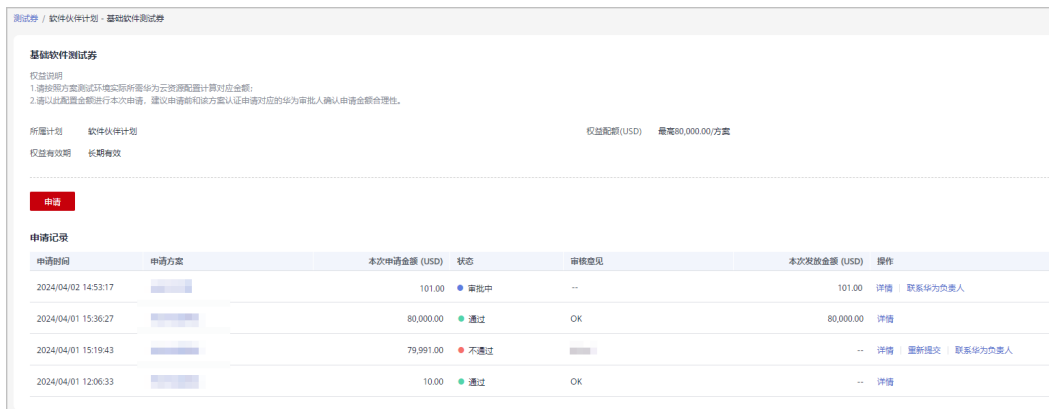 测试券 / 软件伙伴计划 - 基础软件测试券
基础软件测试券
权益说明
1.请按照方案测试环境实际所需华为云资源配置计算对应金额;
2.请以此配置金额进行本次申请，建议申请前和该方案认证申请对应的华为审批人确认申请金额合理性。
所属计划 软件伙伴计划 权益配额(USD) 最高80,000.00/方案
权益有效期 长期有效
申请
申请记录
申请时间 申请方案 本次申请金额 (USD) 状态 审核意见 本次发放金额 (USD) 操作
2024/04/02 14:53:17 101.00 审批中 -- 101.00 详情 联系华为负责人
2024/04/01 15:36:27 80,000.00 通过 OK 80,000.00 详情
2024/04/01 15:19:43 79,991.00 不通过 -- 详情 重新提交 联系华为负责人
2024/04/01 12:06:33 10.00 通过 OK -- 详情